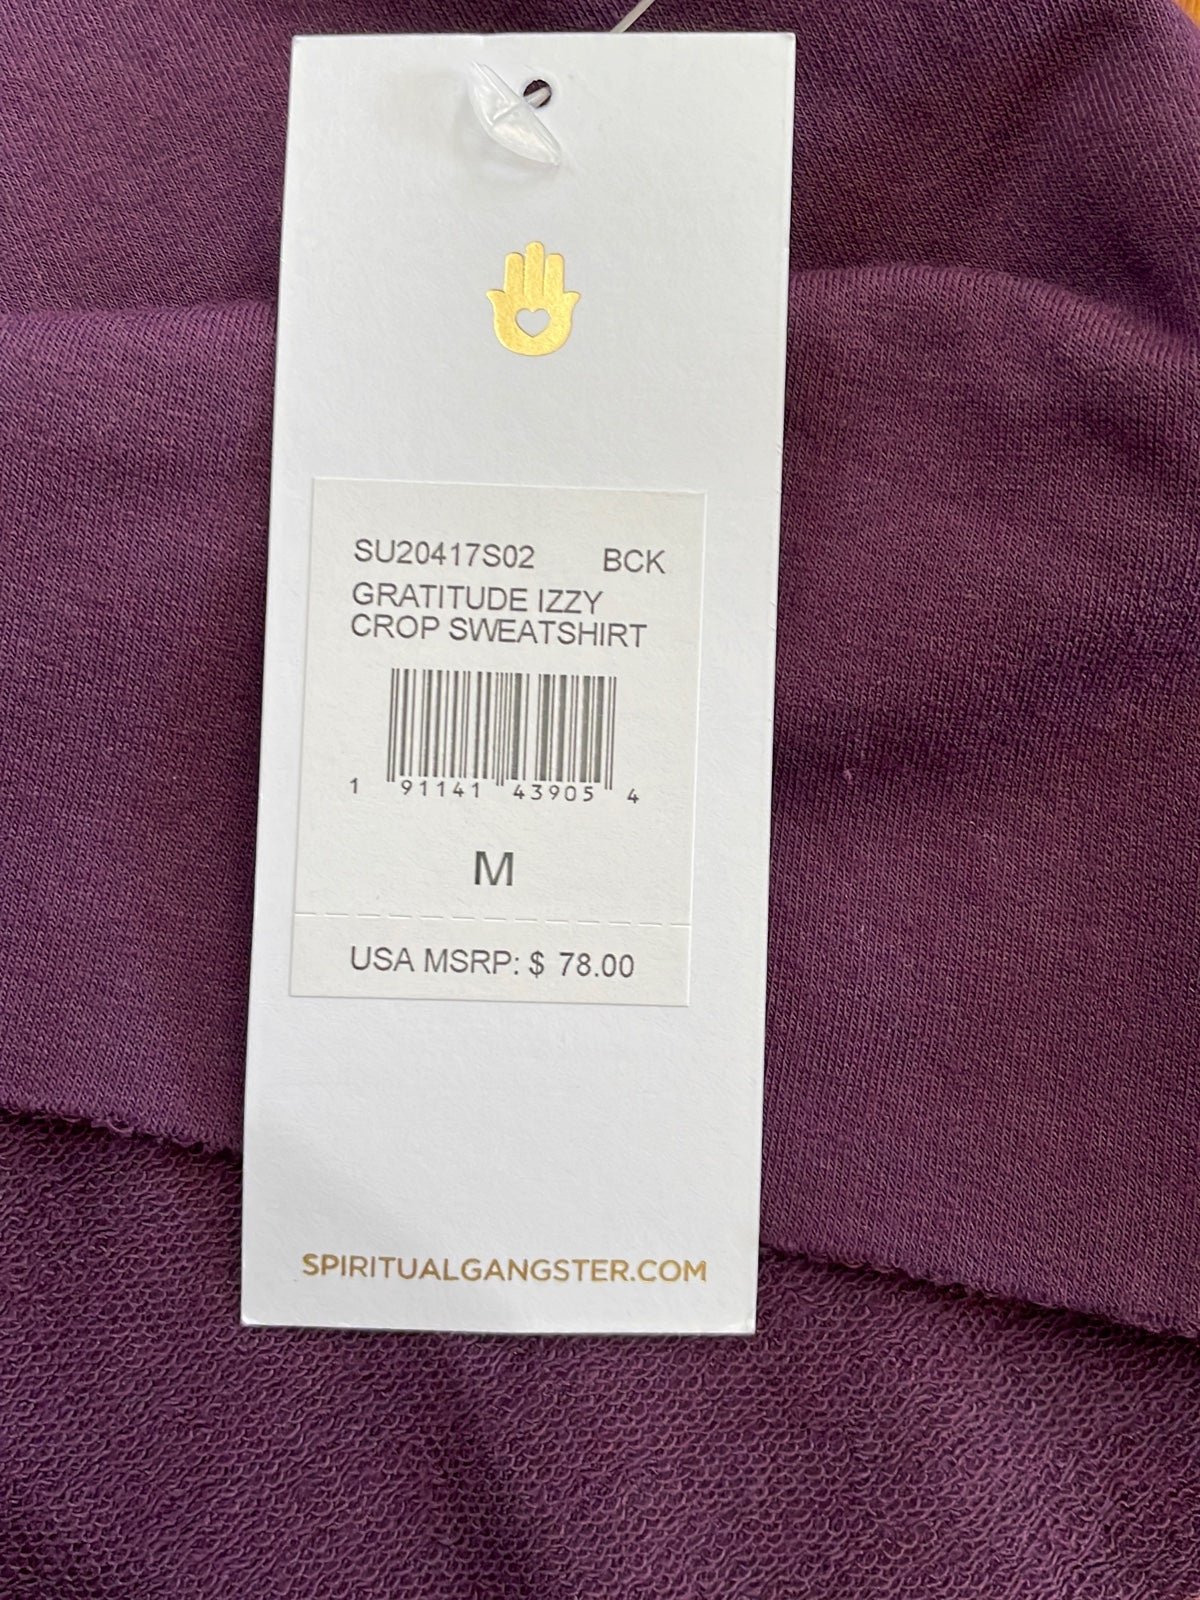 SU20417S02 BCK
GRATITUDE IZZY
CROP SWEATSHIRT
1 91141 43905 4
M
USA MSRP: $ 78.00
SPIRITUALGANGSTER.COM